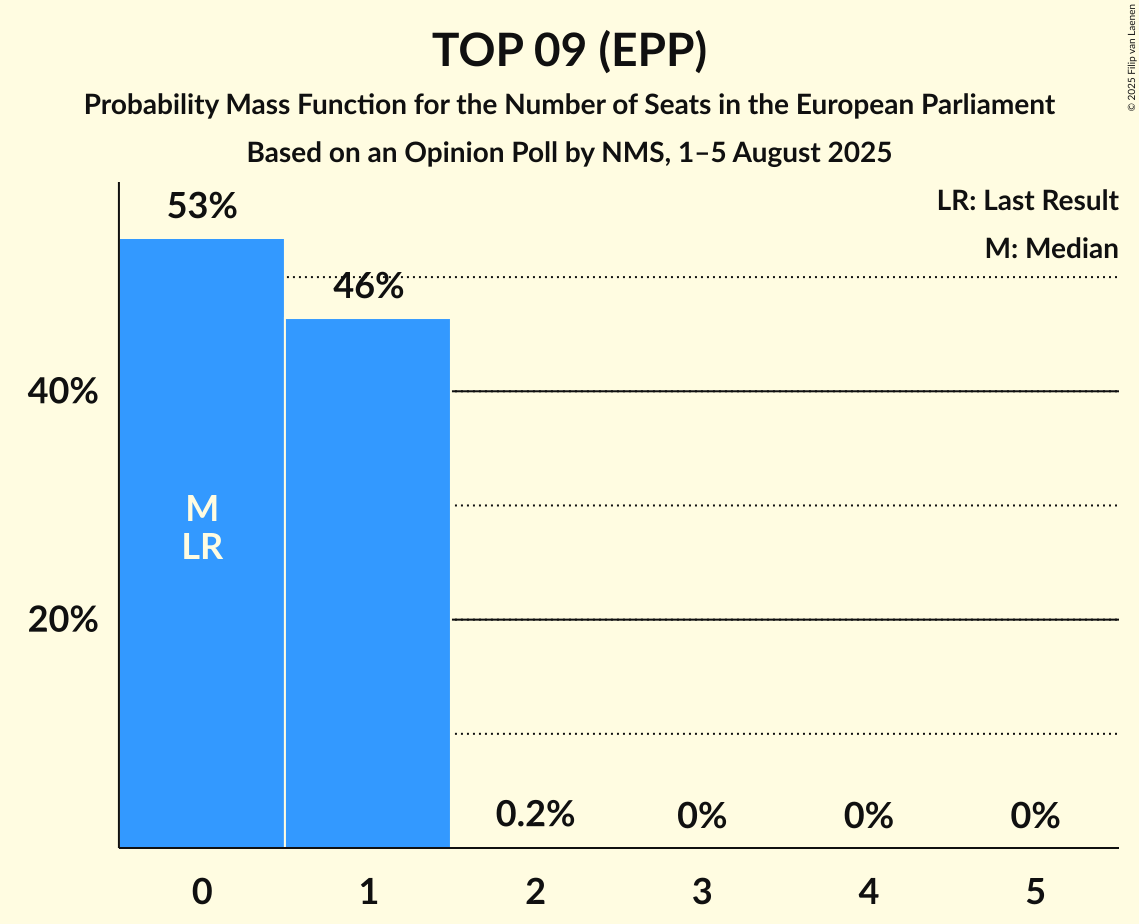 TOP 09 (EPP)
Probability Mass Function for the Number of Seats in the European Parliament
Based on an Opinion Poll by NMS, 1–5 August 2025
© 2025 Filip van Laenen
LR: Last Result
M: Median
53%
46%
40%
M
LR
20%
0.2%
0%
0%
0%
0
1
2
3
4
5